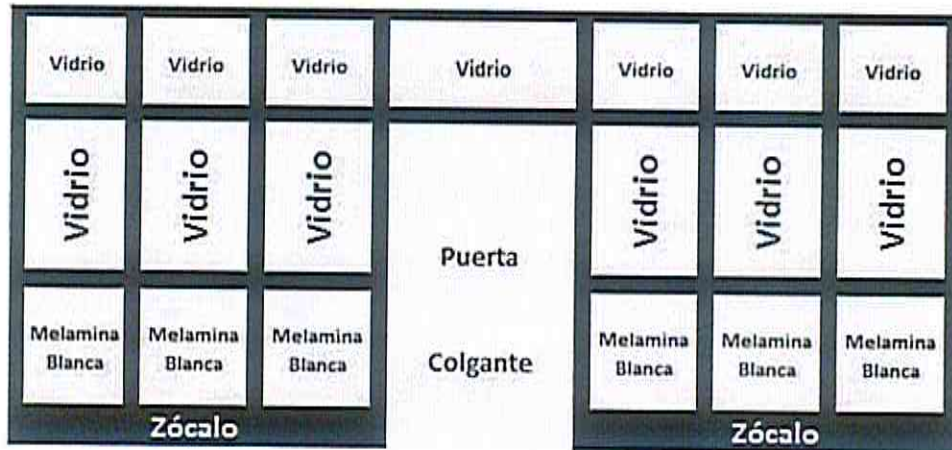 Vidrio Vidrio Vidrio Vidrio Vidrio Vidrio Vidrio
Vidrio Vidrio Vidrio Vidrio Vidrio Vidrio
Puerta
Colgante
Melamina Blanca
Melamina Blanca
Melamina Blanca
Melamina Blanca
Melamina Blanca
Melamina Blanca
Zócalo Zócalo